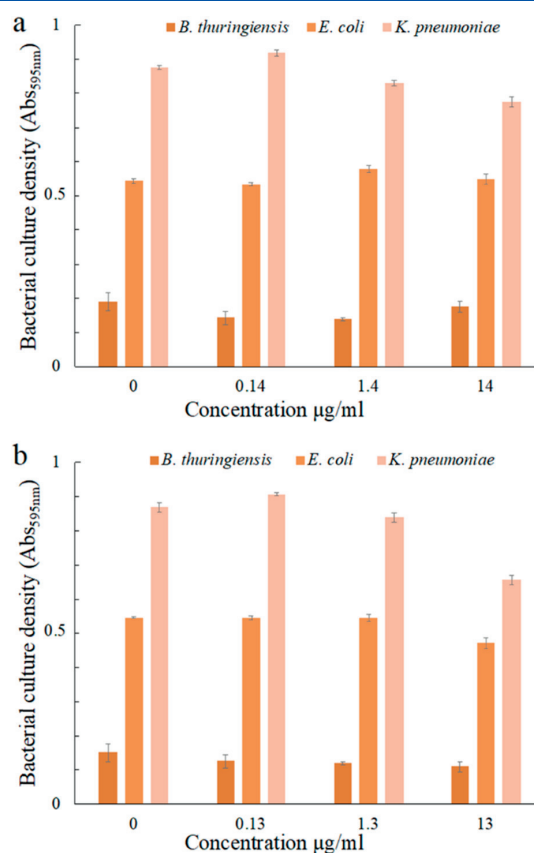 a
B. thuringiensis E. coli K. pneumoniae
Bacterial culture density (Abs595nm)
1
0.5
0
0 0.14 1.4 14
Concentration µg/ml
b
B. thuringiensis E. coli K. pneumoniae
Bacterial culture density (Abs595nm)
1
0.5
0
0 0.13 1.3 13
Concentration µg/ml